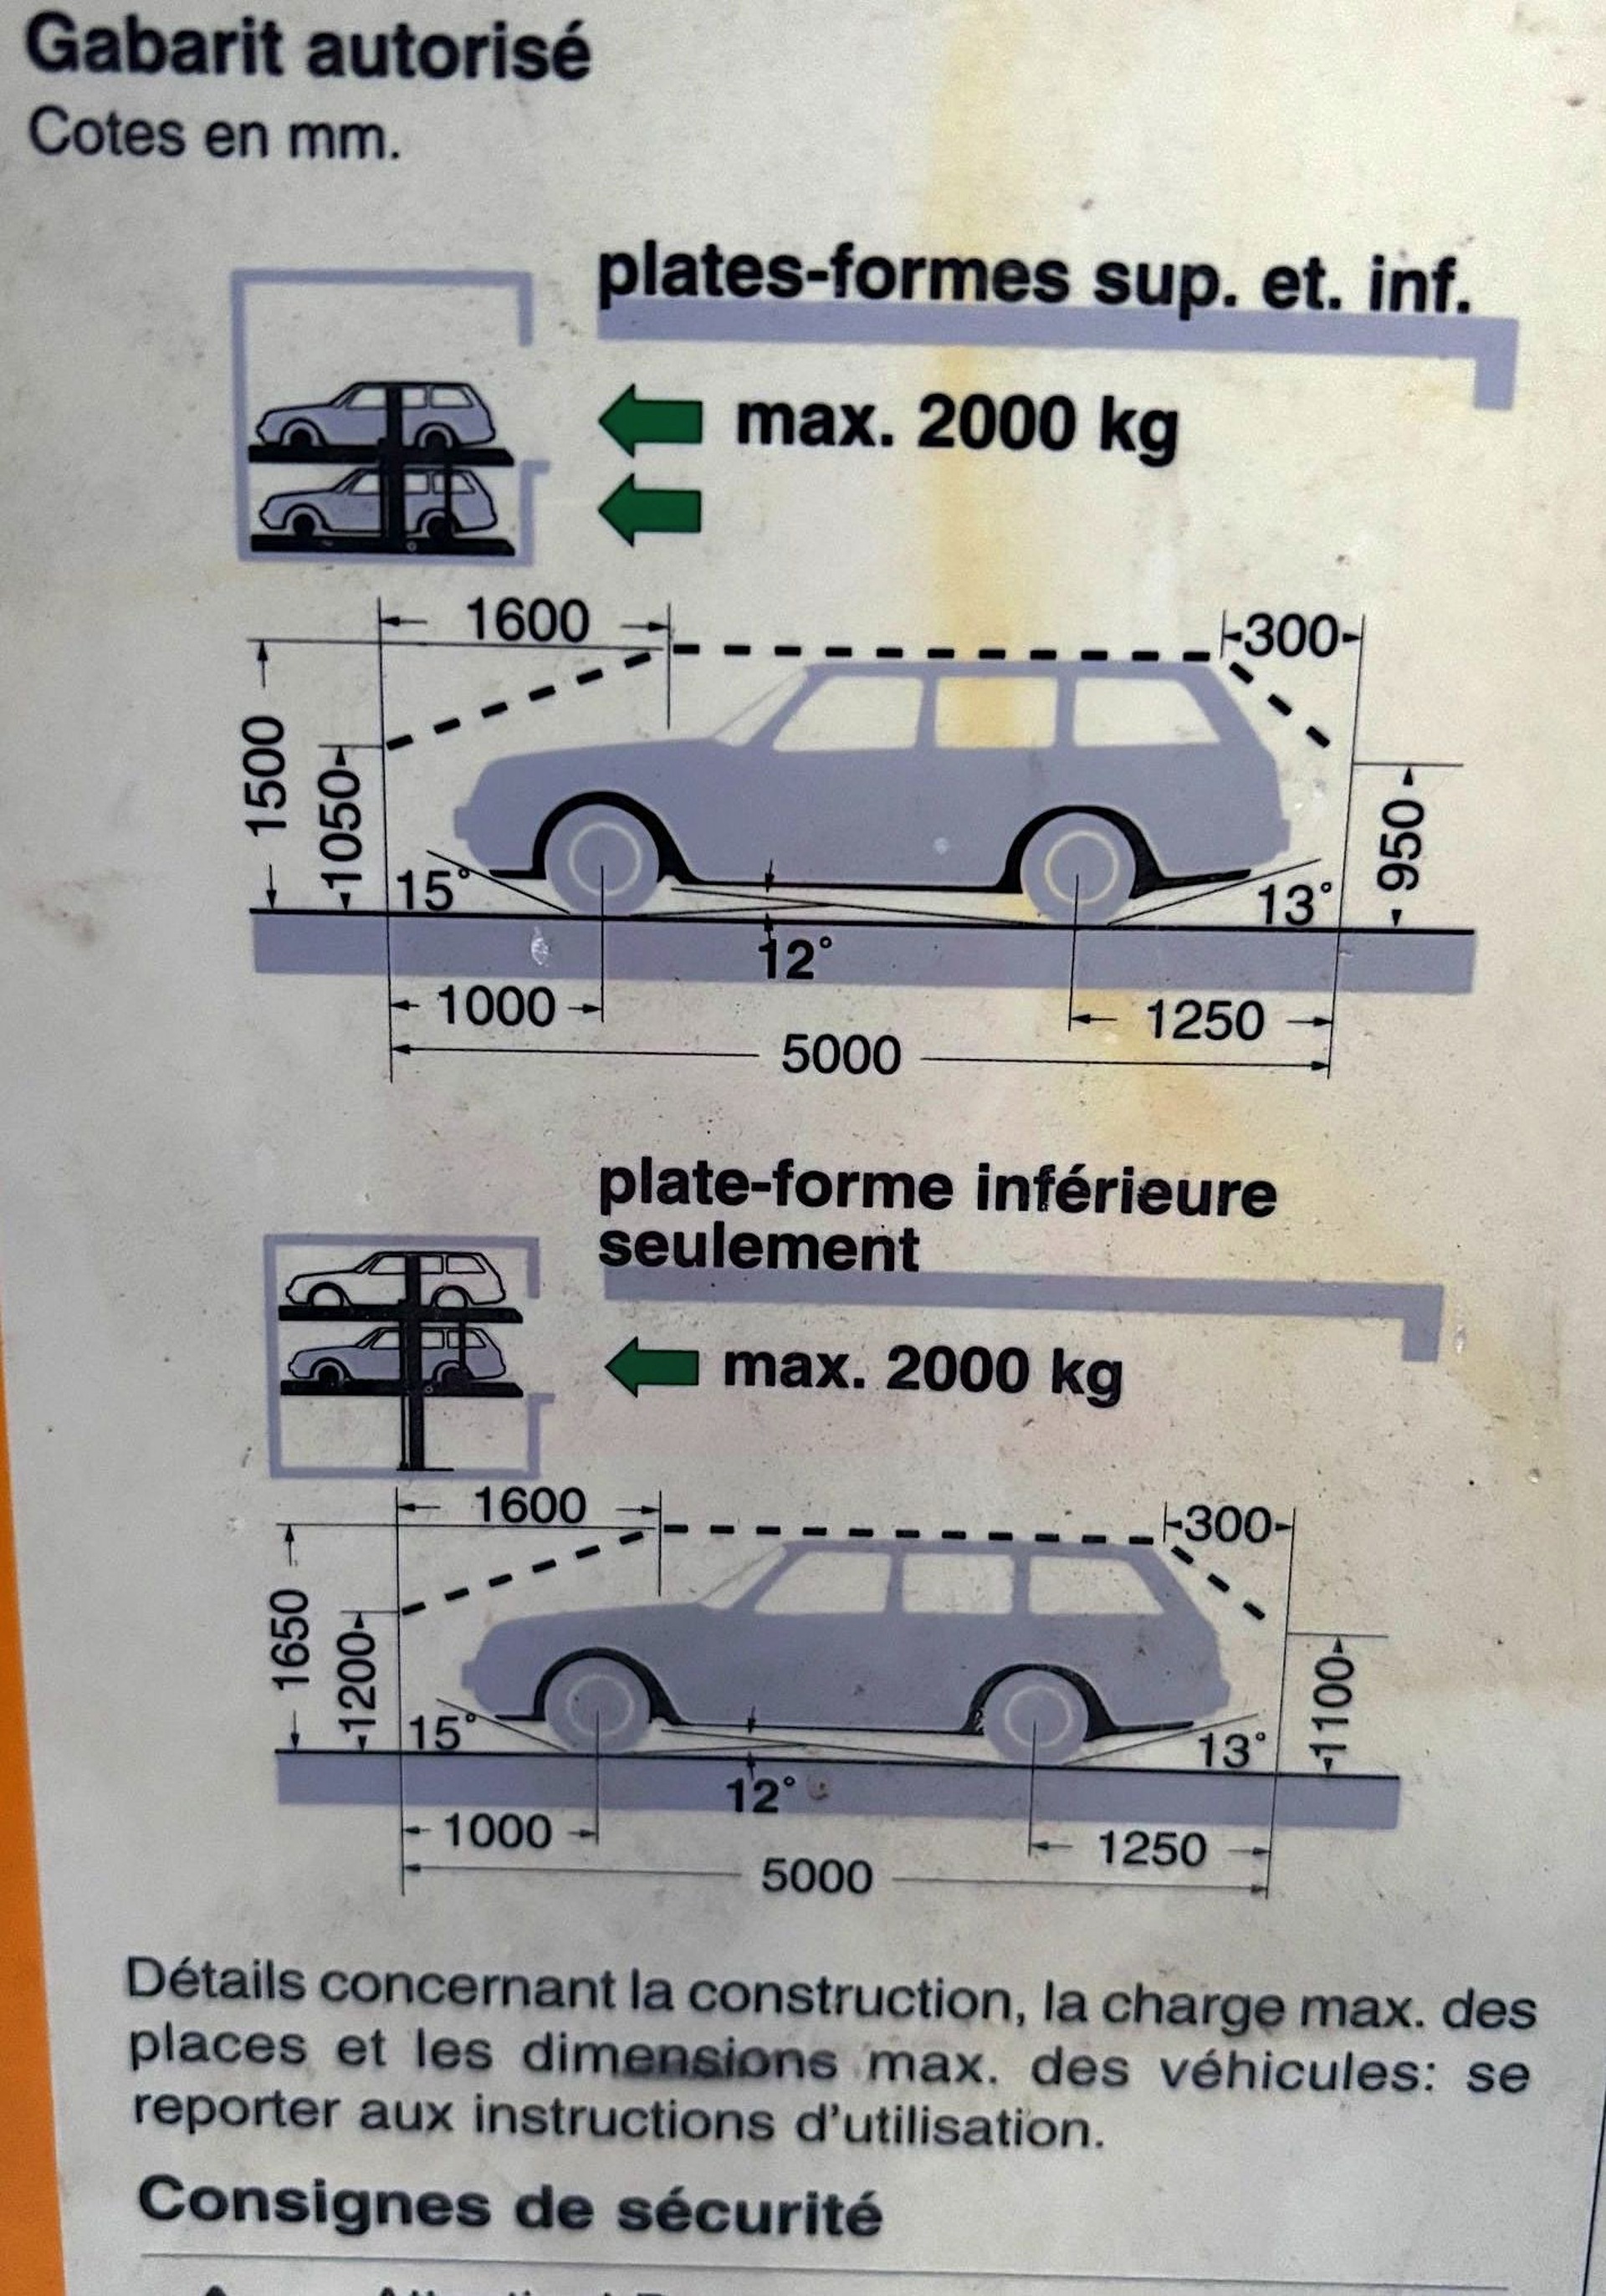 Gabarit autorisé
Cotes en mm.
plates-formes sup. et. inf.
max. 2000 kg
1600
300
1500
1050
950
15°
13°
12°
1000
1250
5000
plate-forme inférieure
seulement
max. 2000 kg
1600
300
1650
1200
1100
15°
13°
12°
1000
1250
5000
Détails concernant la construction, la charge max. des
places et les dimensions max. des véhicules: se
reporter aux instructions d'utilisation.
Consignes de sécurité